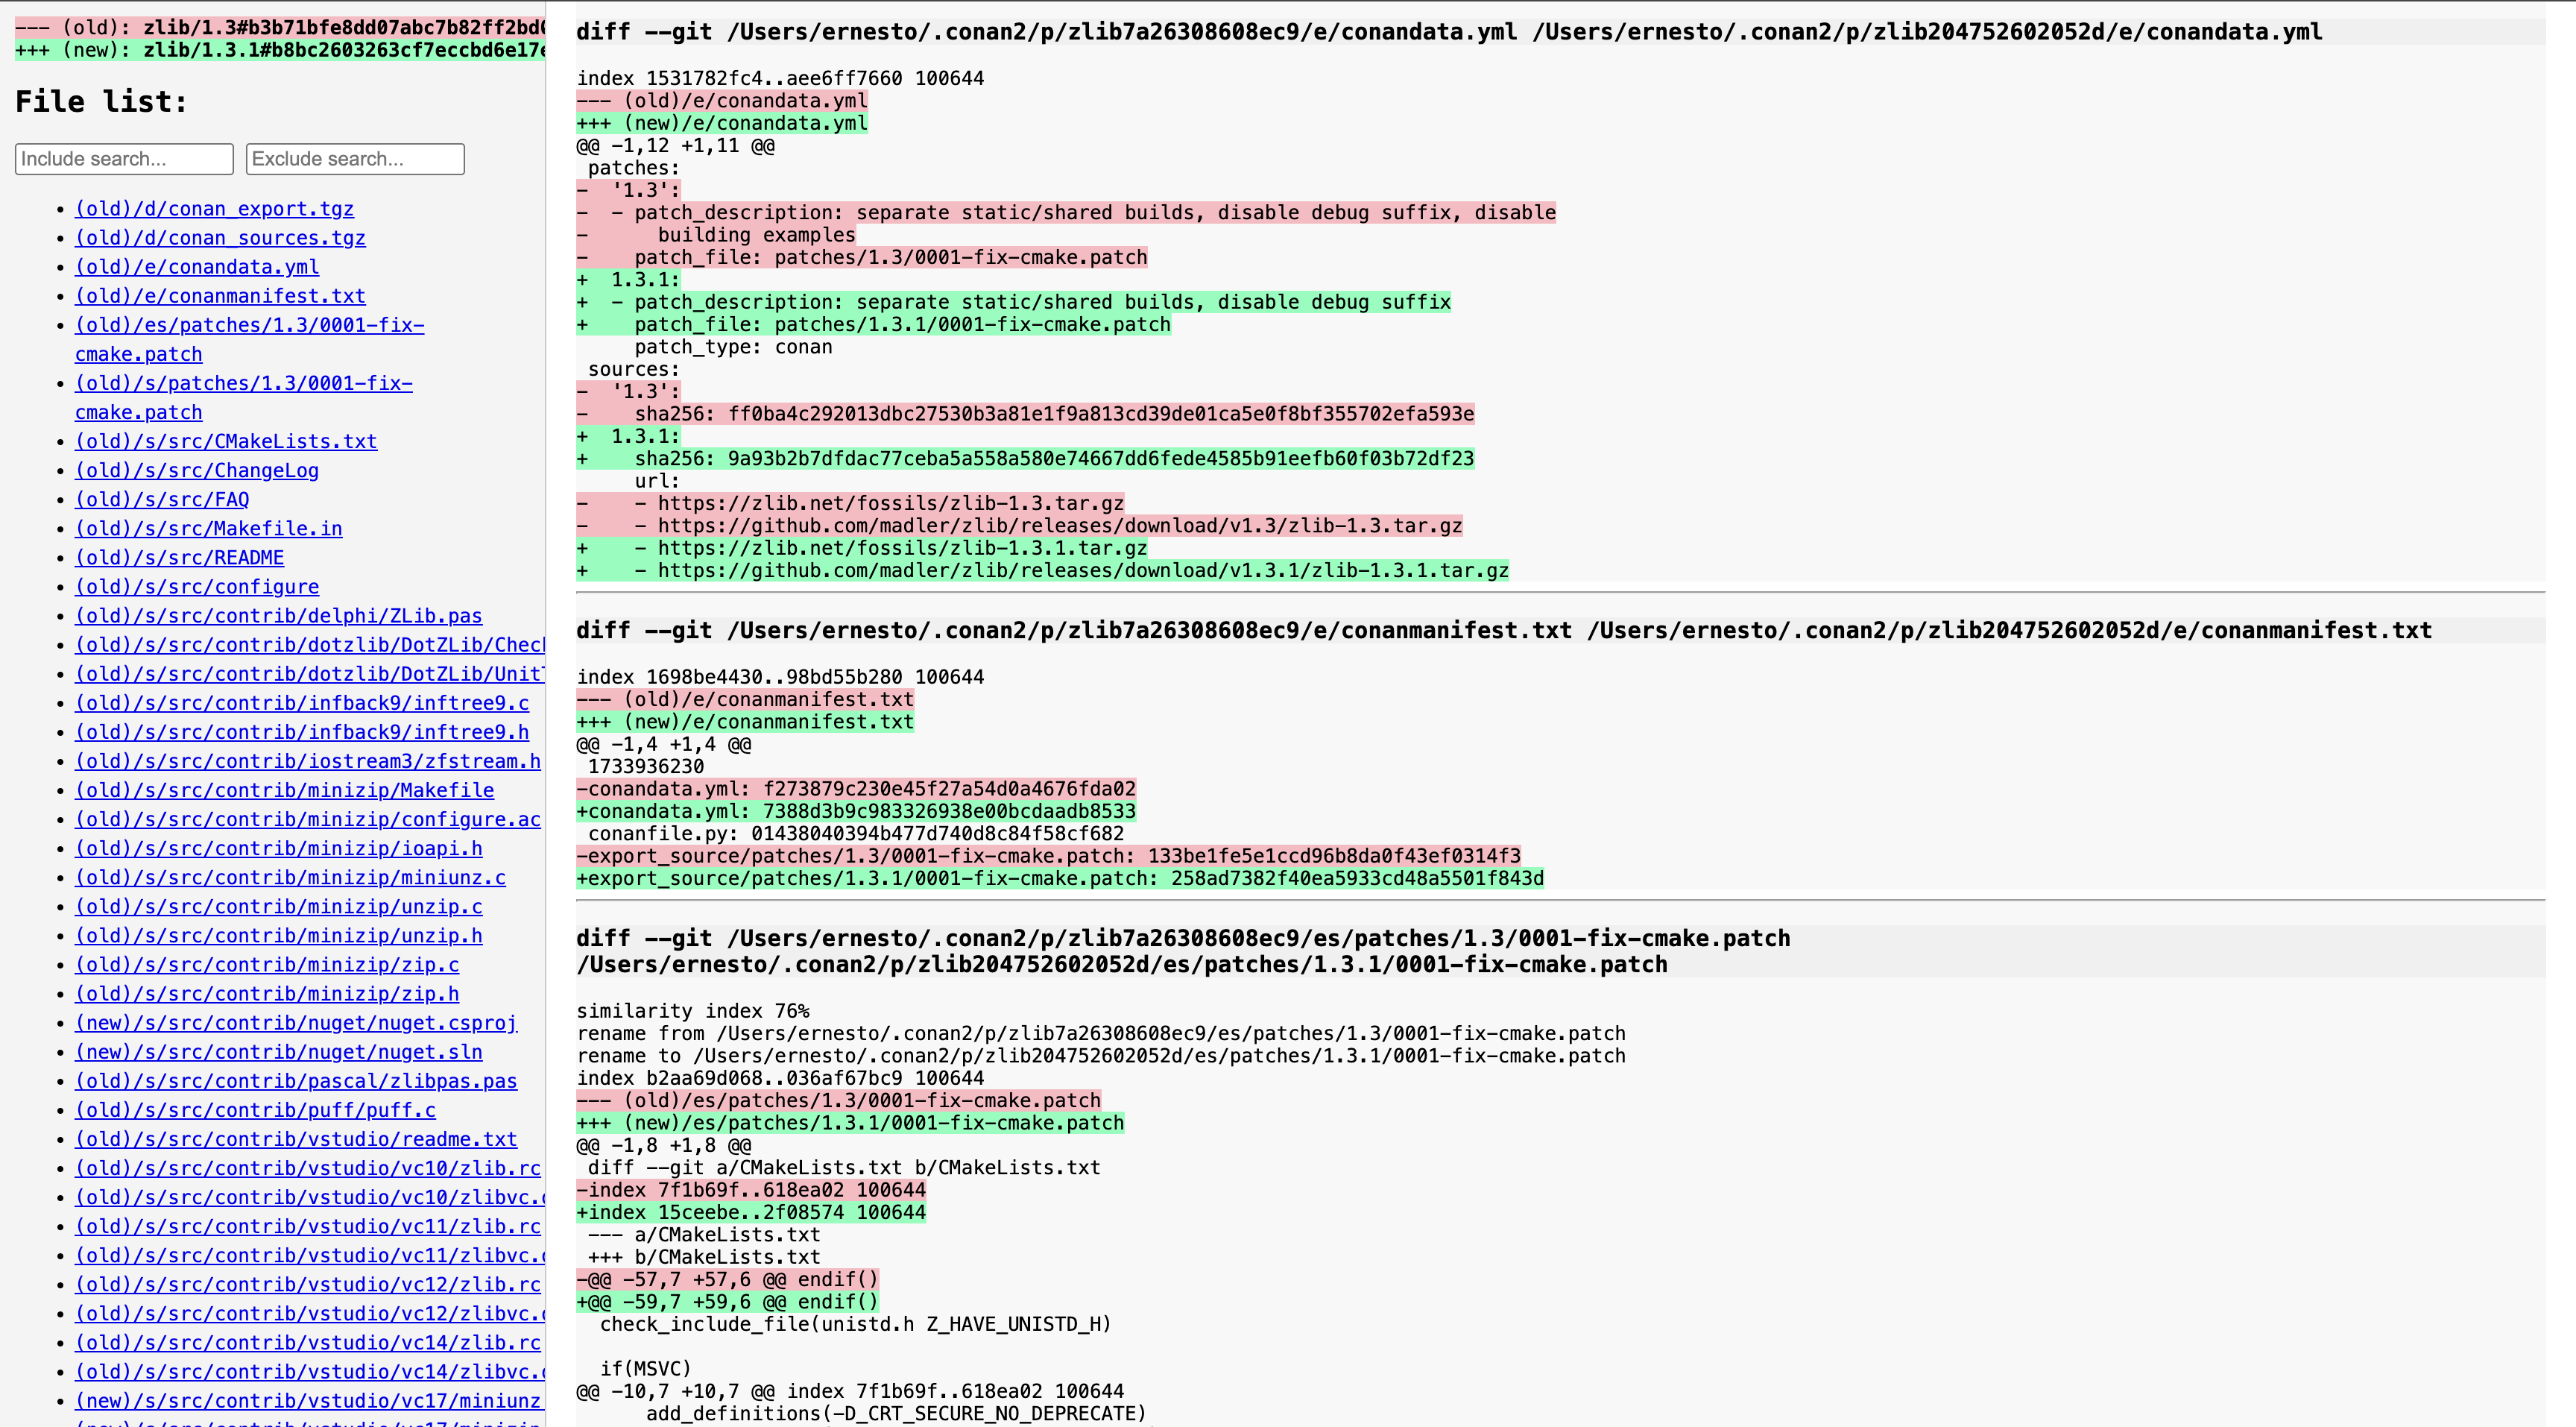 --- (old): zlib/1.3#b3b71bfe8dd07abc7b82ff2bd
+++ (new): zlib/1.3.1#b8bc2603263cf7eccbd6e17
File list:
Include search... Exclude search...
(old)/d/conan_export.tgz
(old)/d/conan_sources.tgz
(old)/e/conandata.yml
(old)/e/conanmanifest.txt
(old)/es/patches/1.3/0001-fix-
cmake.patch
(old)/s/patches/1.3/0001-fix-
cmake.patch
(old)/s/src/CMakeLists.txt
(old)/s/src/ChangeLog
(old)/s/src/FAQ
(old)/s/src/Makefile.in
(old)/s/src/README
(old)/s/src/configure
(old)/s/src/contrib/delphi/ZLib.pas
(old)/s/src/contrib/dotzlib/DotZLib/Chec
(old)/s/src/contrib/dotzlib/DotZLib/Unit
(old)/s/src/contrib/infback9/inftree9.c
(old)/s/src/contrib/infback9/inftree9.h
(old)/s/src/contrib/iostream3/zfstream.h
(old)/s/src/contrib/minizip/Makefile
(old)/s/src/contrib/minizip/configure.ac
(old)/s/src/contrib/minizip/ioapi.h
(old)/s/src/contrib/minizip/miniunz.c
(old)/s/src/contrib/minizip/unzip.c
(old)/s/src/contrib/minizip/unzip.h
(old)/s/src/contrib/minizip/zip.c
(old)/s/src/contrib/minizip/zip.h
(new)/s/src/contrib/nuget/nuget.csproj
(new)/s/src/contrib/nuget/nuget.sln
(old)/s/src/contrib/pascal/zlibpas.pas
(old)/s/src/contrib/puff/puff.c
(old)/s/src/contrib/vstudio/readme.txt
(old)/s/src/contrib/vstudio/vc10/zlib.rc
(old)/s/src/contrib/vstudio/vc10/zlibvc.
(old)/s/src/contrib/vstudio/vc11/zlib.rc
(old)/s/src/contrib/vstudio/vc11/zlibvc.
(old)/s/src/contrib/vstudio/vc12/zlib.rc
(old)/s/src/contrib/vstudio/vc12/zlibvc.
(old)/s/src/contrib/vstudio/vc14/zlib.rc
(old)/s/src/contrib/vstudio/vc14/zlibvc.
(new)/s/src/contrib/vstudio/vc17/miniunz
diff --git /Users/ernesto/.conan2/p/zlib7a26308608ec9/e/conandata.yml /Users/ernesto/.conan2/p/zlib204752602052d/e/conandata.yml
index 1531782fc4..aee6ff7660 100644
--- (old)/e/conandata.yml
+++ (new)/e/conandata.yml
@@ -1,12 +1,11 @@
patches:
-  '1.3':
-  - patch_description: separate static/shared builds, disable debug suffix, disable
-      building examples
-    patch_file: patches/1.3/0001-fix-cmake.patch
+  1.3.1:
+  - patch_description: separate static/shared builds, disable debug suffix
+    patch_file: patches/1.3.1/0001-fix-cmake.patch
     patch_type: conan
sources:
-  '1.3':
-    sha256: ff0ba4c292013dbc27530b3a81e1f9a813cd39de01ca5e0f8bf355702efa593e
+  1.3.1:
+    sha256: 9a93b2b7dfdac77ceba5a558a580e74667dd6fede4585b91eefb60f03b72df23
     url:
-    - https://zlib.net/fossils/zlib-1.3.tar.gz
-    - https://github.com/madler/zlib/releases/download/v1.3/zlib-1.3.tar.gz
+    - https://zlib.net/fossils/zlib-1.3.1.tar.gz
+    - https://github.com/madler/zlib/releases/download/v1.3.1/zlib-1.3.1.tar.gz
diff --git /Users/ernesto/.conan2/p/zlib7a26308608ec9/e/conanmanifest.txt /Users/ernesto/.conan2/p/zlib204752602052d/e/conanmanifest.txt
index 1698be4430..98bd55b280 100644
--- (old)/e/conanmanifest.txt
+++ (new)/e/conanmanifest.txt
@@ -1,4 +1,4 @@
1733936230
-conandata.yml: f273879c230e45f27a54d0a4676fda02
+conandata.yml: 7388d3b9c983326938e00bcdaadb8533
conanfile.py: 01438040394b477d740d8c84f58cf682
-export_source/patches/1.3/0001-fix-cmake.patch: 133be1fe5e1ccd96b8da0f43ef0314f3
+export_source/patches/1.3.1/0001-fix-cmake.patch: 258ad7382f40ea5933cd48a5501f843d
diff --git /Users/ernesto/.conan2/p/zlib7a26308608ec9/es/patches/1.3/0001-fix-cmake.patch
/Users/ernesto/.conan2/p/zlib204752602052d/es/patches/1.3.1/0001-fix-cmake.patch
similarity index 76%
rename from /Users/ernesto/.conan2/p/zlib7a26308608ec9/es/patches/1.3/0001-fix-cmake.patch
rename to /Users/ernesto/.conan2/p/zlib204752602052d/es/patches/1.3.1/0001-fix-cmake.patch
index b2aa69d068..036af67bc9 100644
--- (old)/es/patches/1.3/0001-fix-cmake.patch
+++ (new)/es/patches/1.3.1/0001-fix-cmake.patch
@@ -1,8 +1,8 @@
diff --git a/CMakeLists.txt b/CMakeLists.txt
-index 7f1b69f..618ea02 100644
+index 15ceebe..2f08574 100644
--- a/CMakeLists.txt
+++ b/CMakeLists.txt
-@@ -57,7 +57,6 @@ endif()
+@@ -59,7 +59,6 @@ endif()
check_include_file(unistd.h Z_HAVE_UNISTD_H)
if(MSVC)
@@ -10,7 +10,7 @@ index 7f1b69f..618ea02 100644
add_definitions(-D_CRT_SECURE_NO_DEPRECATE)